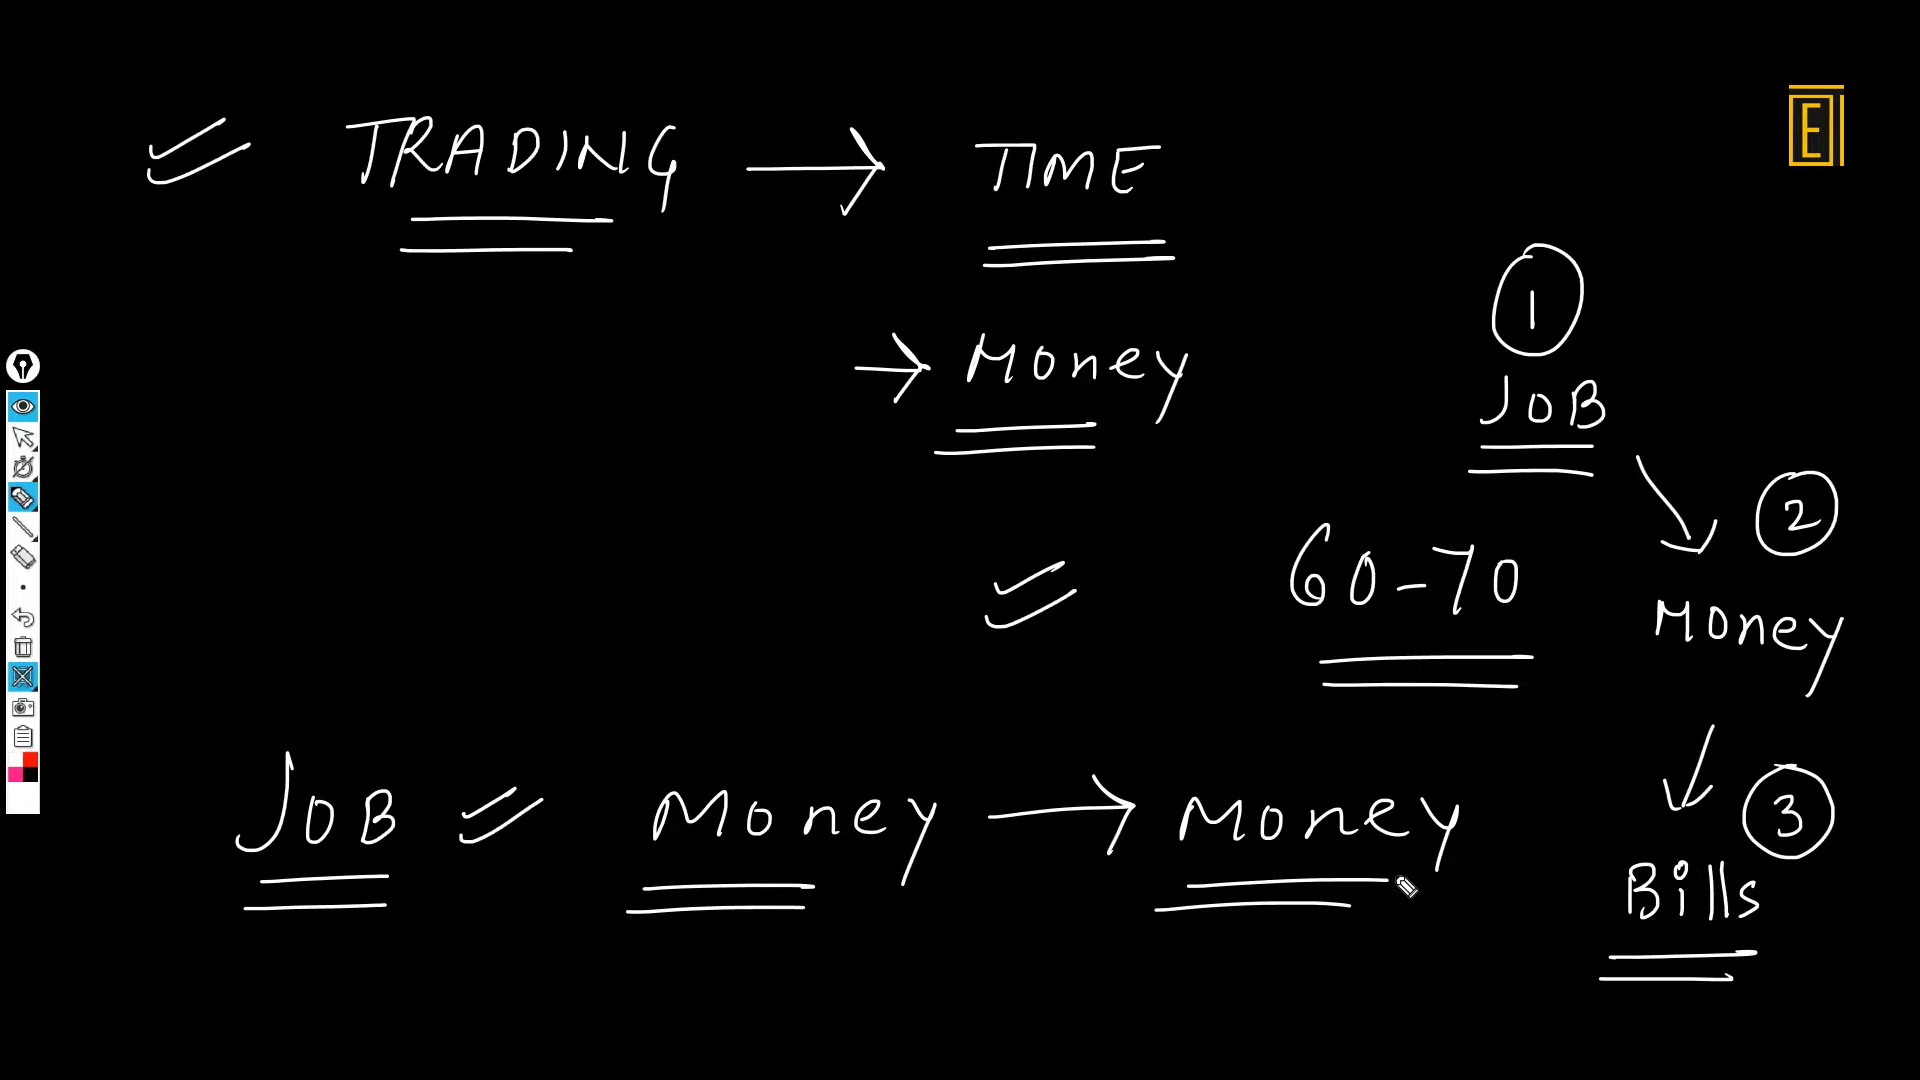 TRADING → TIME
→ Money
1
JOB
2
60-70
Money
JOB Money → Money
3
Bills
E